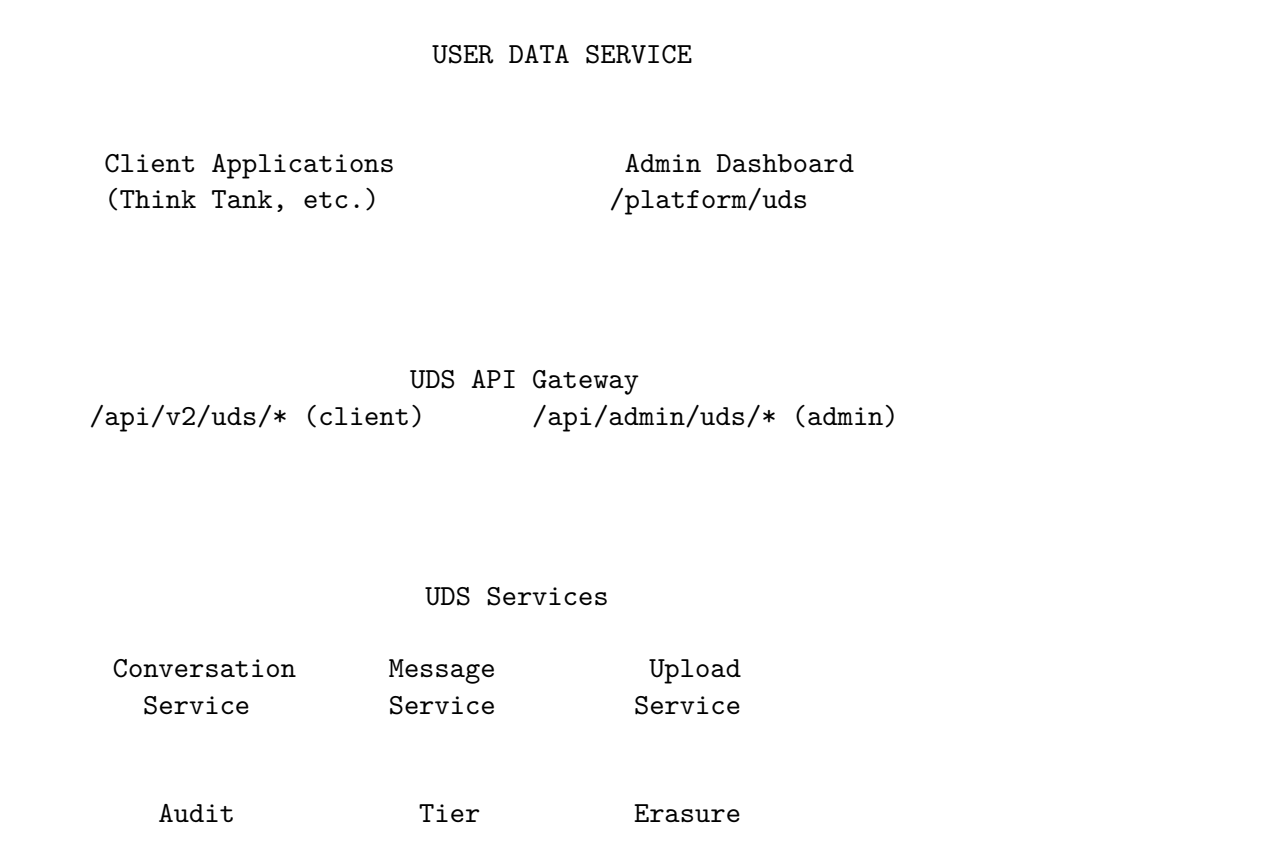 USER DATA SERVICE
Client Applications Admin Dashboard
(Think Tank, etc.) /platform/uds
UDS API Gateway
/api/v2/uds/* (client) /api/admin/uds/* (admin)
UDS Services
Conversation Message Upload
Service Service Service
Audit Tier Erasure